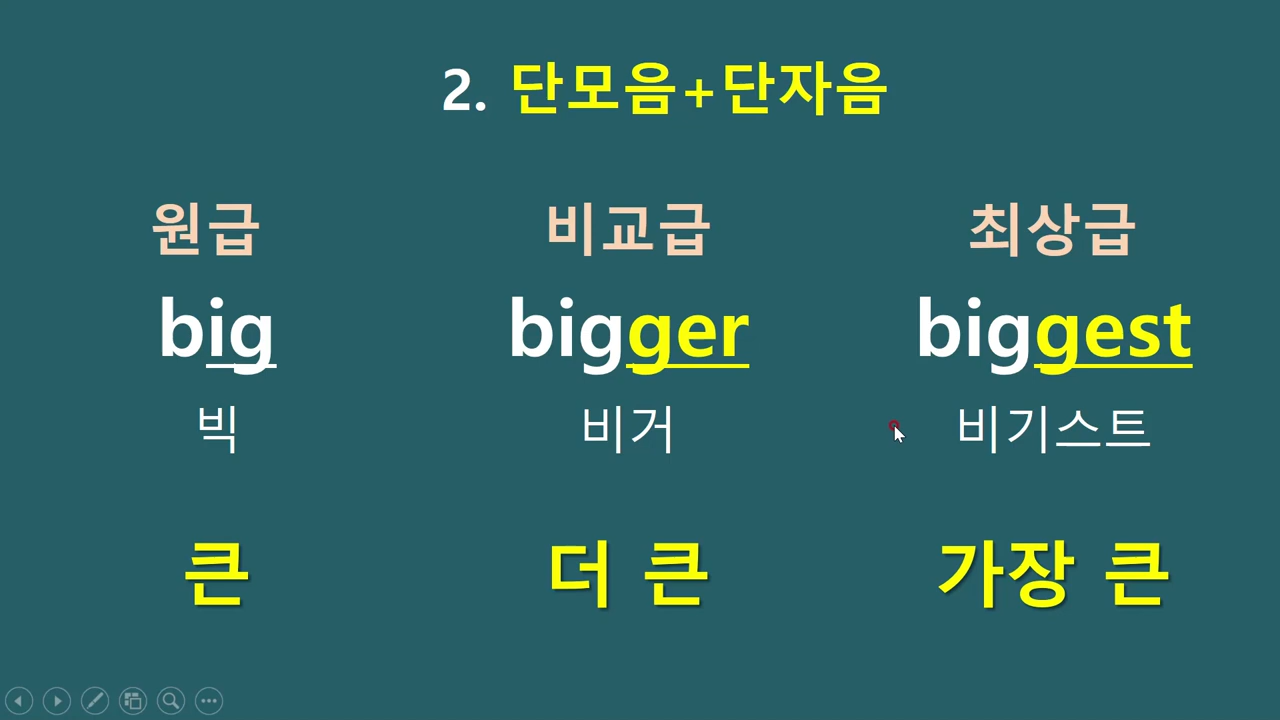 2. 단모음+단자음
원급 비교급 최상급
big bigger biggest
빅 비거 비기스트
큰 더 큰 가장 큰